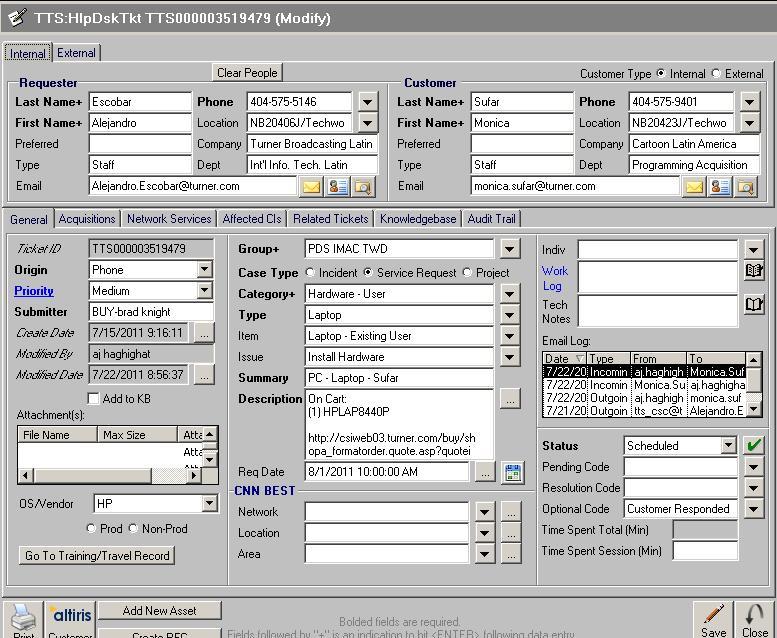 TTS:HlpDskTkt TTS000003519479 (Modify)
Internal External
Requester Clear People Customer Customer Type Internal External
Last Name+ Escobar Phone 404-575-5146 Last Name+ Sufar Phone 404-575-9401
First Name+ Alejandro Location NB20406J/Techwo First Name+ Monica Location NB20423J/Techwo
Preferred Company Turner Broadcasting Latin Preferred Company Cartoon Latin America
Type Staff Dept Int'l Info. Tech. Latin Type Staff Dept Programming Acquisition
Email Alejandro.Escobar@turner.com Email monica.sufar@turner.com
General Acquisitions Network Services Affected CIs Related Tickets Knowledgebase Audit Trail
Ticket ID TTS000003519479
Origin Phone
Priority Medium
Submitter BUY-brad knight
Create Date 7/15/2011 9:16:11 ...
Modified By aj haghighat
Modified Date 7/22/2011 8:56:37 ...
Add to KB
Attachment(s):
File Name Max Size Atta
Atta
OS/Vendor HP
Prod Non-Prod
Go To Training/Travel Record
Group+ PDS IMAC TWD
Case Type Incident Service Request Project
Category+ Hardware - User
Type Laptop
Item Laptop - Existing User
Issue Install Hardware
Summary PC - Laptop - Sufar
Description On Cart: ...
(1) HPLAP8440P
http://csiweb03.turner.com/buy/sh
opa_formatorder.quote.asp?quotei
Req Date 8/1/2011 10:00:00 AM ...
CNN BEST
Network ...
Location ...
Area ...
Indiv
Work
Log
Tech
Notes
Email Log:
Date Type From To
7/22/20 Incomin aj.haghigh Monica.Suf
7/22/20 Incomin Monica.Su aj.haghigha
7/22/20 Outgoin aj.haghigh monica.suf
7/21/20 Outgoin tts_csc@t Alejandro.E
Status Scheduled
Pending Code
Resolution Code
Optional Code Customer Responded
Time Spent Total (Min)
Time Spent Session (Min)
Print altiris Customer Add New Asset Create RFC
Bolded fields are required.
Fields followed by "+" is an indication to hit <ENTER> following data entry.
Save Close